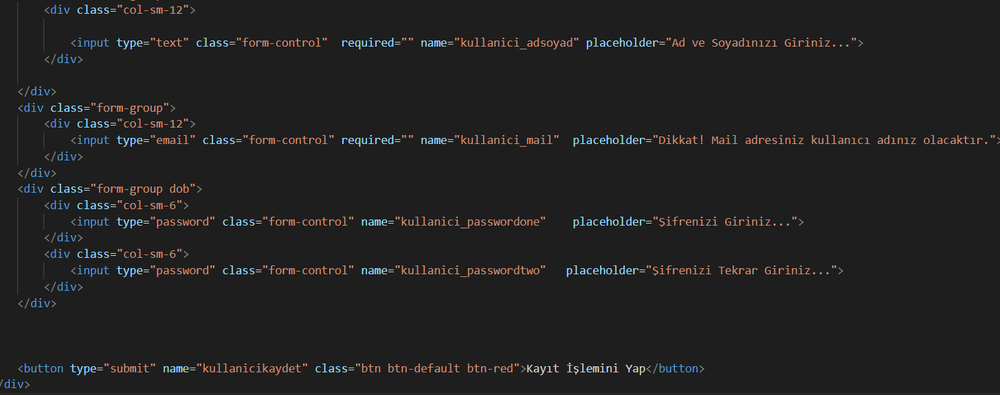 <div class="col-sm-12">
<input type="text" class="form-control"  required="" name="kullanici_adsoyad" placeholder="Ad ve Soyadınızı Giriniz...">
</div>
</div>
<div class="form-group">
<div class="col-sm-12">
<input type="email" class="form-control" required="" name="kullanici_mail"  placeholder="Dikkat! Mail adresiniz kullanıcı adınız olacaktır.">
</div>
</div>
<div class="form-group dob">
<div class="col-sm-6">
<input type="password" class="form-control" name="kullanici_passwordone"    placeholder="Şifrenizi Giriniz...">
</div>
<div class="col-sm-6">
<input type="password" class="form-control" name="kullanici_passwordtwo"   placeholder="Şifrenizi Tekrar Giriniz...">
</div>
</div>
<button type="submit" name="kullanicikaydet" class="btn btn-default btn-red">Kayıt İşlemini Yap</button>
/div>